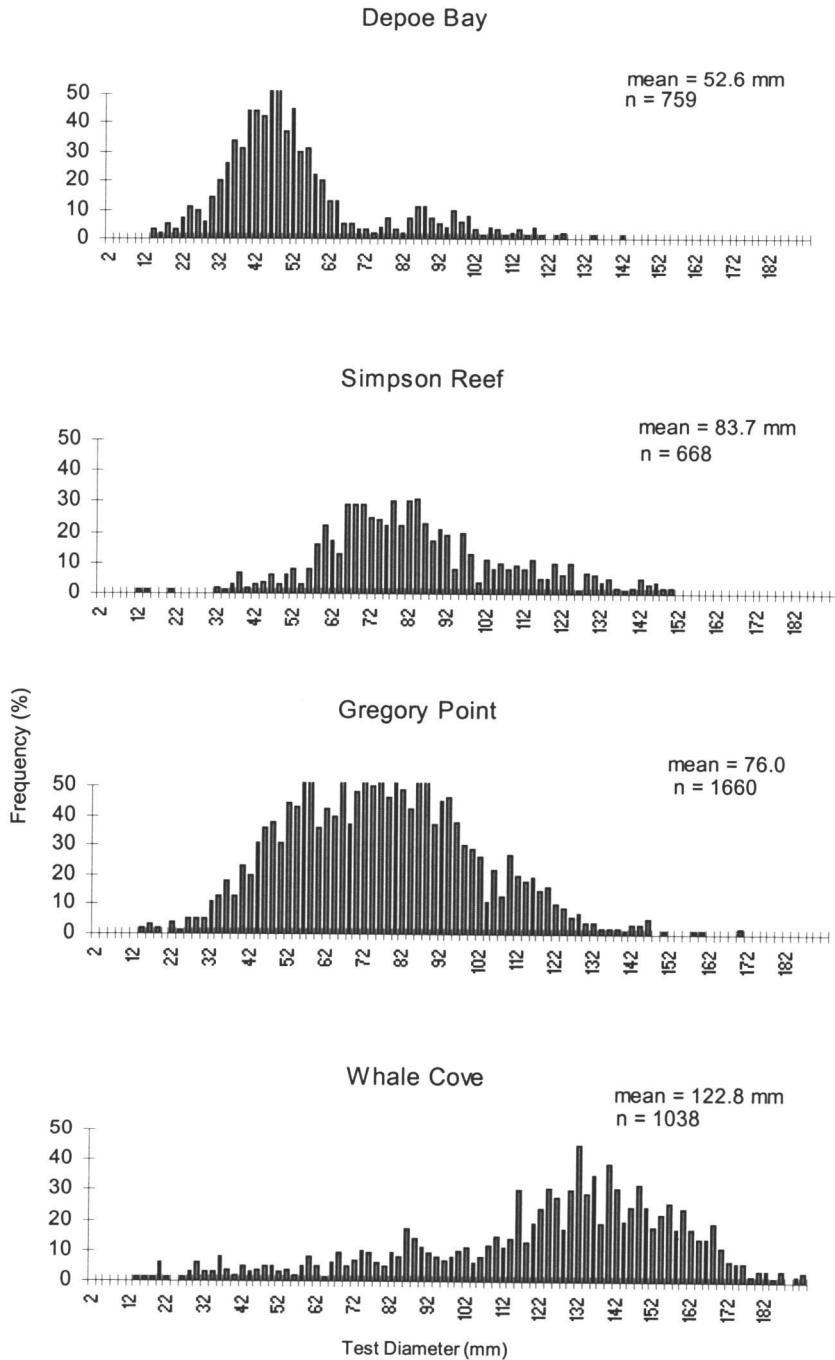 Depoe Bay
mean = 52.6 mm
n = 759
50
40
30
20
10
0
2 12 22 32 42 52 62 72 82 92 102 112 122 132 142 152 162 172 182
Simpson Reef
mean = 83.7 mm
n = 668
50
40
30
20
10
0
2 12 22 32 42 52 62 72 82 92 102 112 122 132 142 152 162 172 182
Frequency (%)
Gregory Point
mean = 76.0
n = 1660
50
40
30
20
10
0
2 12 22 32 42 52 62 72 82 92 102 112 122 132 142 152 162 172 182
Whale Cove
mean = 122.8 mm
n = 1038
50
40
30
20
10
0
2 12 22 32 42 52 62 72 82 92 102 112 122 132 142 152 162 172 182
Test Diameter (mm)